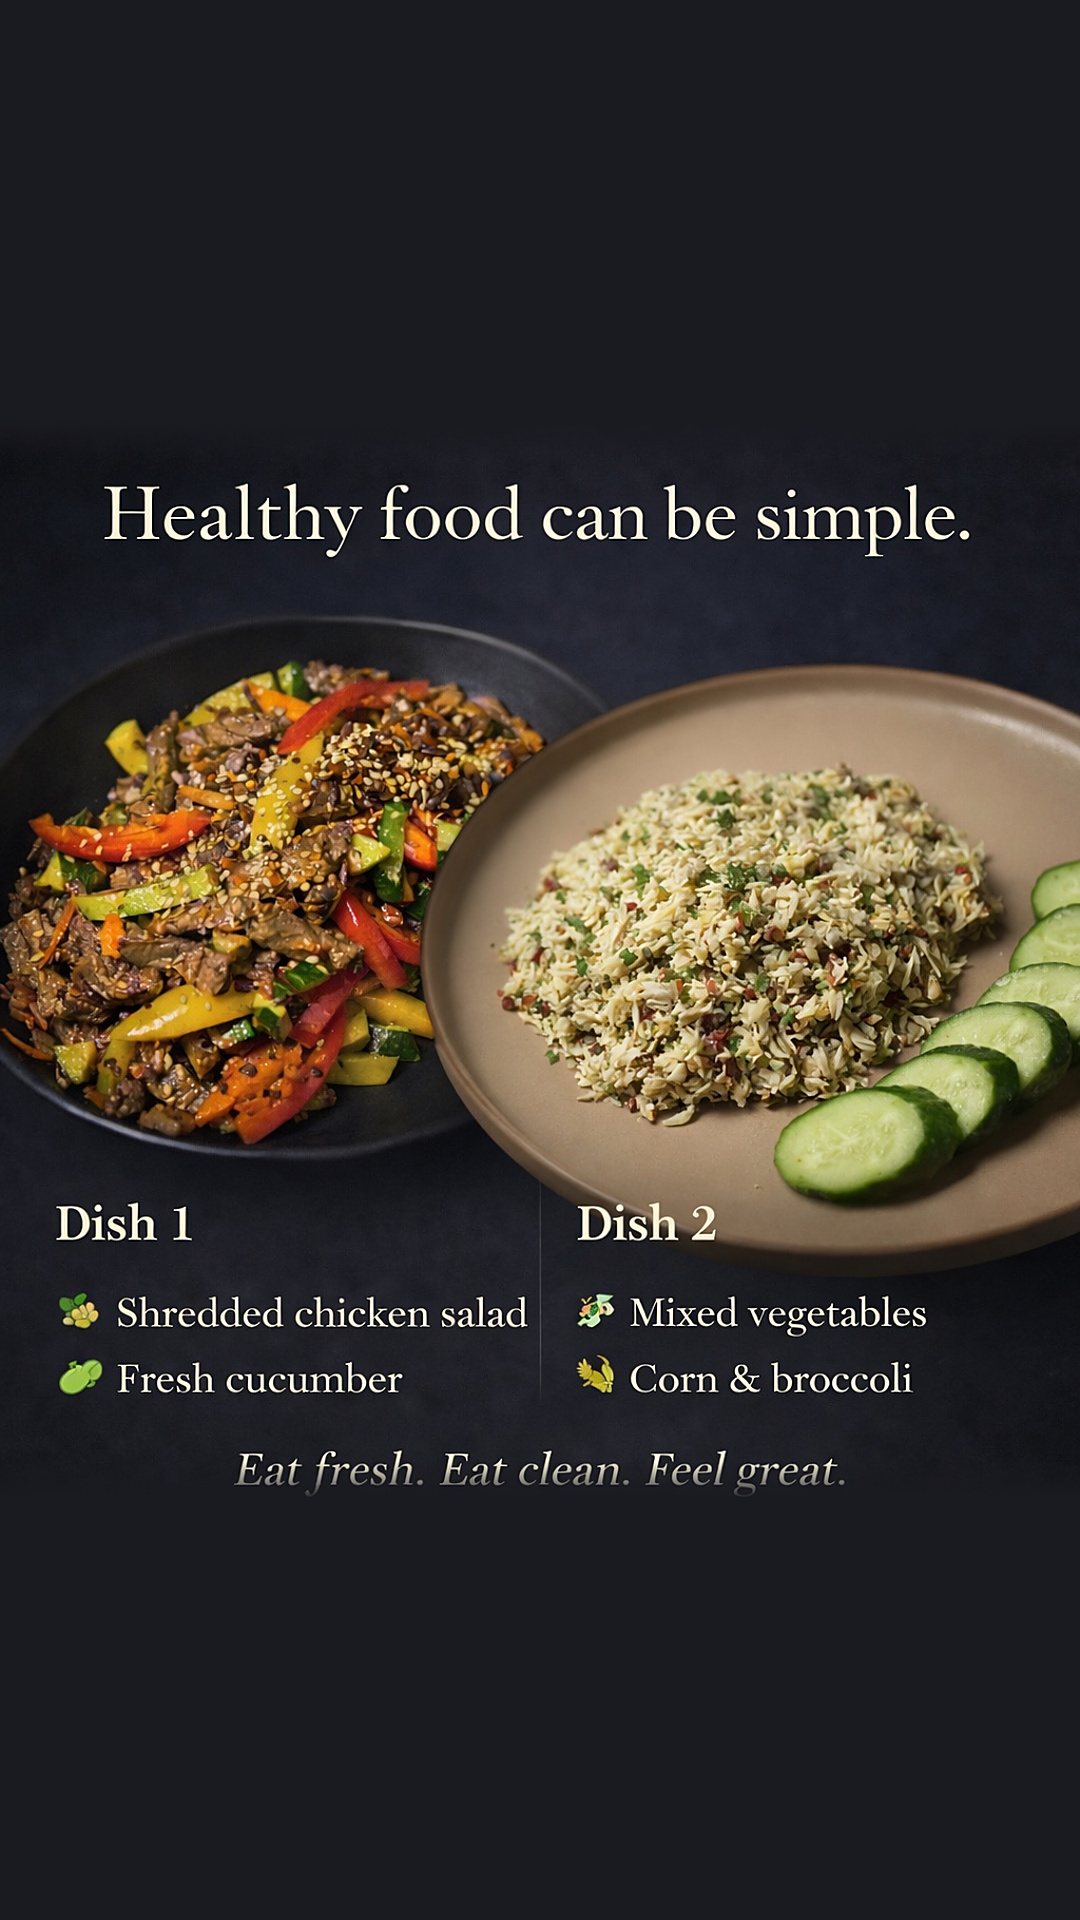 Healthy food can be simple.
Dish 1
Shredded chicken salad
Fresh cucumber
Dish 2
Mixed vegetables
Corn & broccoli
Eat fresh. Eat clean. Feel great.